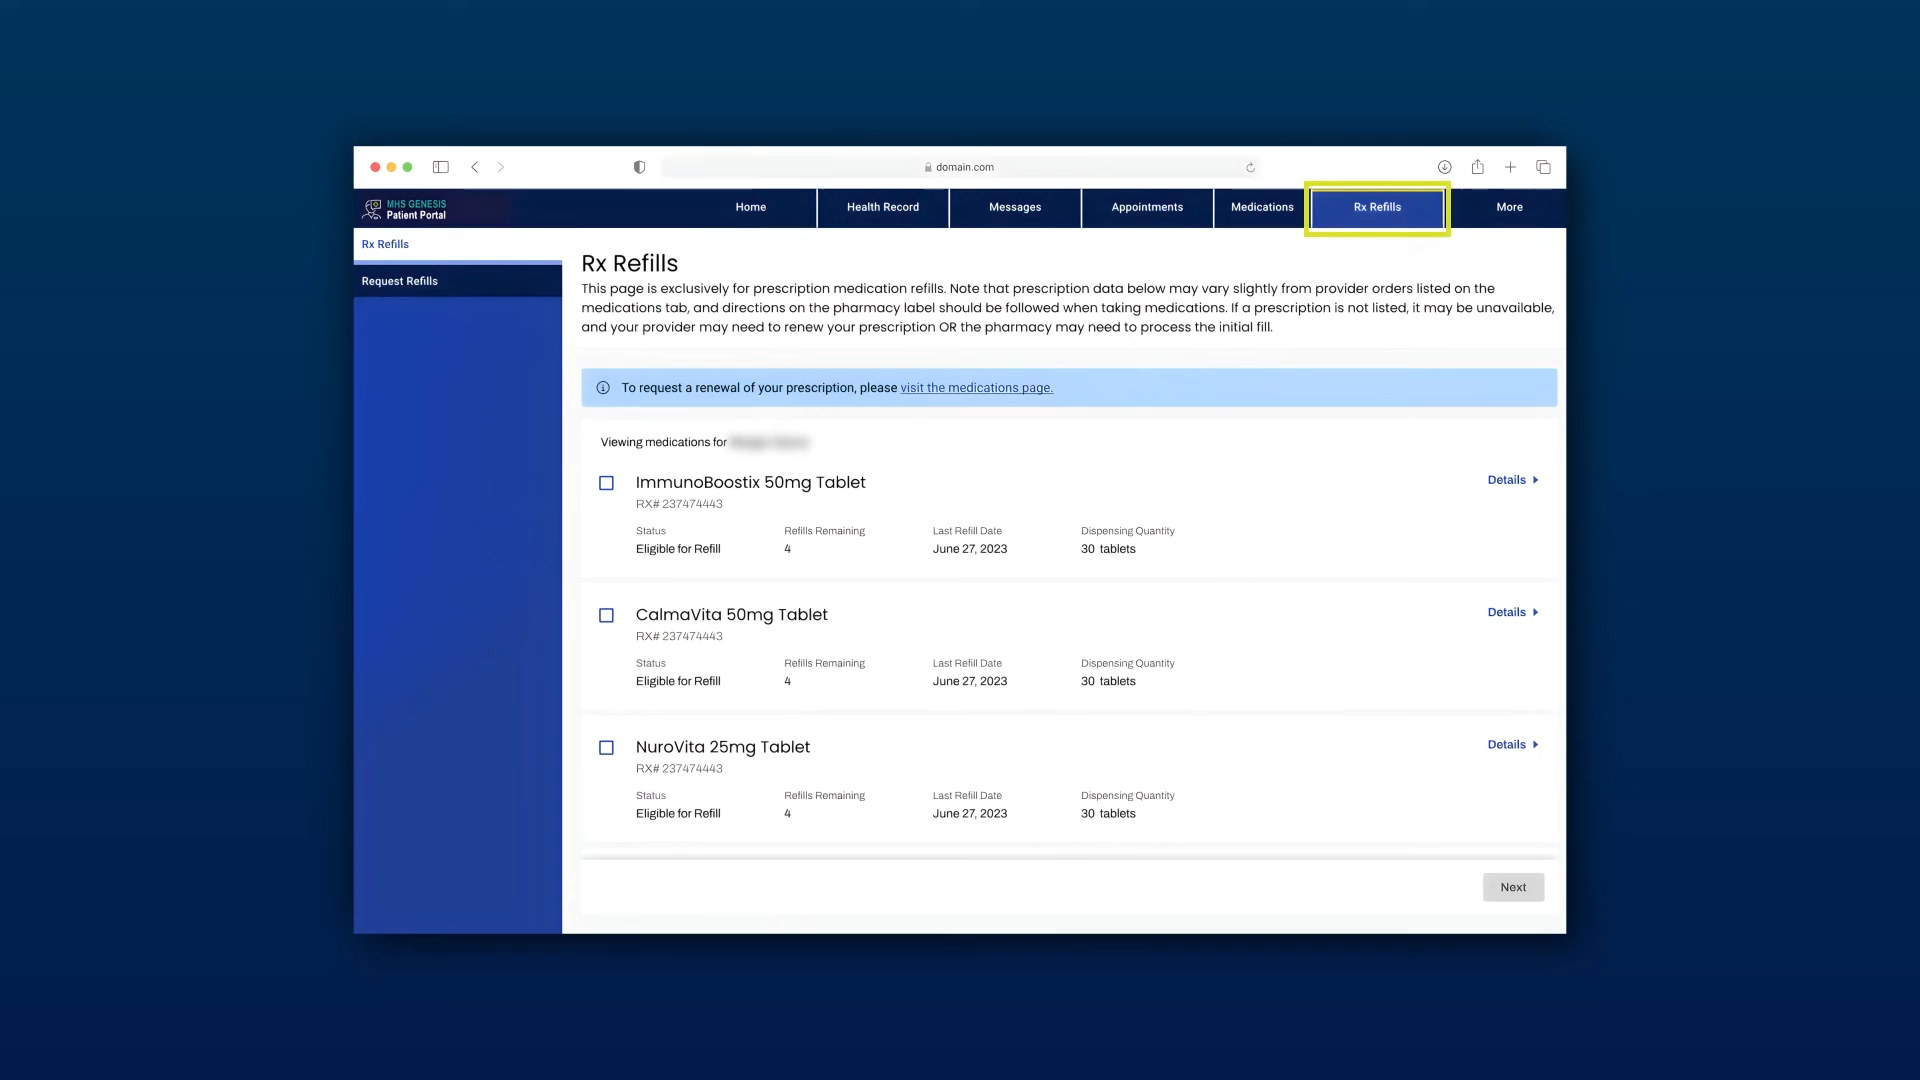 domain.com
MHS GENESIS
Patient Portal
Home
Health Record
Messages
Appointments
Medications
Rx Refills
More
Rx Refills
Request Refills
Rx Refills
This page is exclusively for prescription medication refills. Note that prescription data below may vary slightly from provider orders listed on the
medications tab, and directions on the pharmacy label should be followed when taking medications. If a prescription is not listed, it may be unavailable,
and your provider may need to renew your prescription OR the pharmacy may need to process the initial fill.
To request a renewal of your prescription, please visit the medications page.
Viewing medications for
ImmunoBoostix 50mg Tablet
Details
RX# 237474443
Status Refills Remaining Last Refill Date Dispensing Quantity
Eligible for Refill 4 June 27, 2023 30 tablets
CalmaVita 50mg Tablet
Details
RX# 237474443
Status Refills Remaining Last Refill Date Dispensing Quantity
Eligible for Refill 4 June 27, 2023 30 tablets
NuroVita 25mg Tablet
Details
RX# 237474443
Status Refills Remaining Last Refill Date Dispensing Quantity
Eligible for Refill 4 June 27, 2023 30 tablets
Next